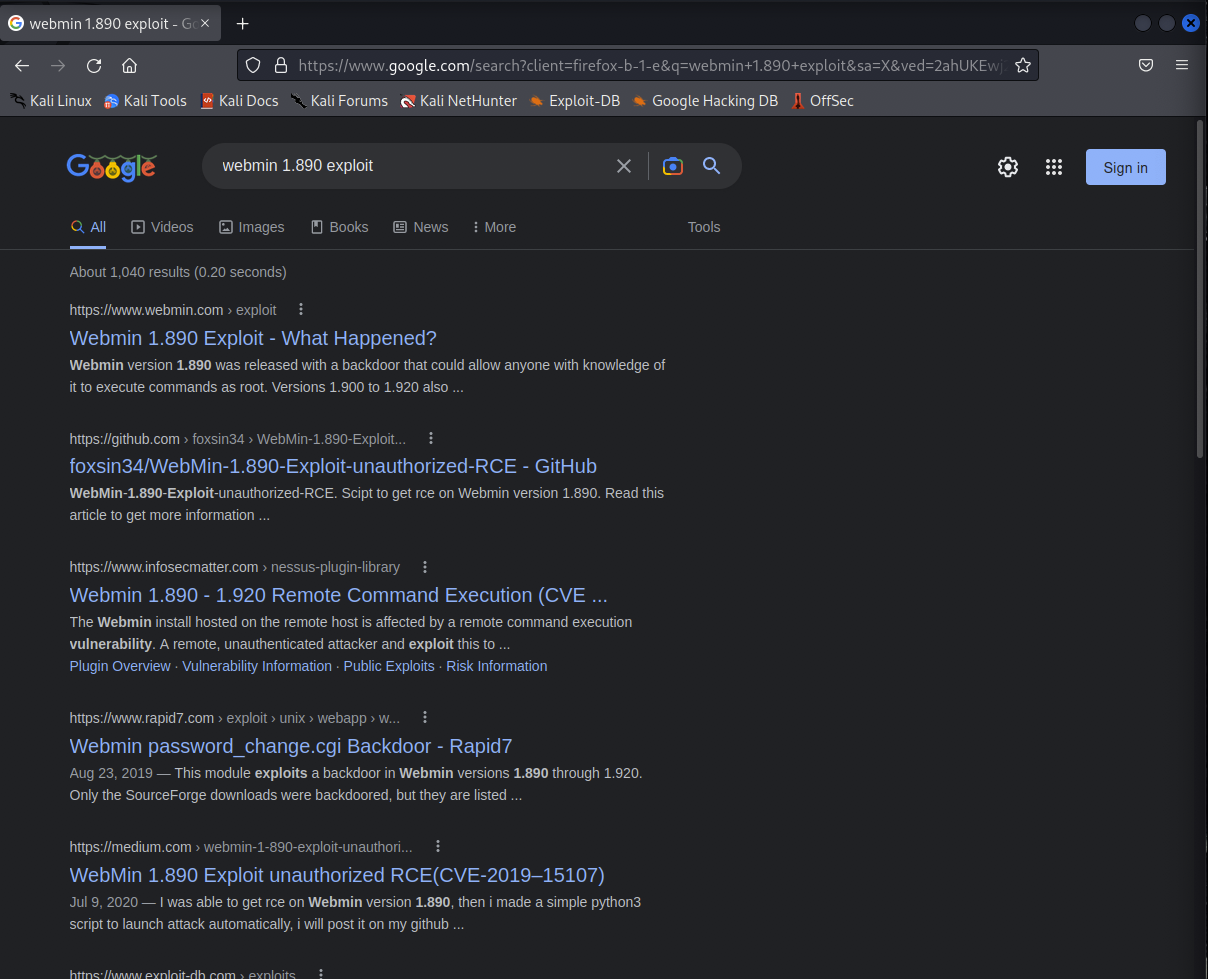 webmin 1.890 exploit - Go
https://www.google.com/search?client=firefox-b-1-e&q=webmin+1.890+exploit&sa=X&ved=2ahUKEwj
Kali Linux Kali Tools Kali Docs Kali Forums Kali NetHunter Exploit-DB Google Hacking DB OffSec
Google webmin 1.890 exploit Sign in
All Videos Images Books News More Tools
About 1,040 results (0.20 seconds)
https://www.webmin.com › exploit
Webmin 1.890 Exploit - What Happened?
Webmin version 1.890 was released with a backdoor that could allow anyone with knowledge of
it to execute commands as root. Versions 1.900 to 1.920 also ...
https://github.com › foxsin34 › WebMin-1.890-Exploit...
foxsin34/WebMin-1.890-Exploit-unauthorized-RCE - GitHub
WebMin-1.890-Exploit-unauthorized-RCE. Scipt to get rce on Webmin version 1.890. Read this
article to get more information ...
https://www.infosecmatter.com › nessus-plugin-library
Webmin 1.890 - 1.920 Remote Command Execution (CVE ...
The Webmin install hosted on the remote host is affected by a remote command execution
vulnerability. A remote, unauthenticated attacker and exploit this to ...
Plugin Overview · Vulnerability Information · Public Exploits · Risk Information
https://www.rapid7.com › exploit › unix › webapp › w...
Webmin password_change.cgi Backdoor - Rapid7
Aug 23, 2019 — This module exploits a backdoor in Webmin versions 1.890 through 1.920.
Only the SourceForge downloads were backdoored, but they are listed ...
https://medium.com › webmin-1-890-exploit-unauthori...
WebMin 1.890 Exploit unauthorized RCE(CVE-2019–15107)
Jul 9, 2020 — I was able to get rce on Webmin version 1.890, then i made a simple python3
script to launch attack automatically, i will post it on my github ...
https://www.exploit-db.com › exploits